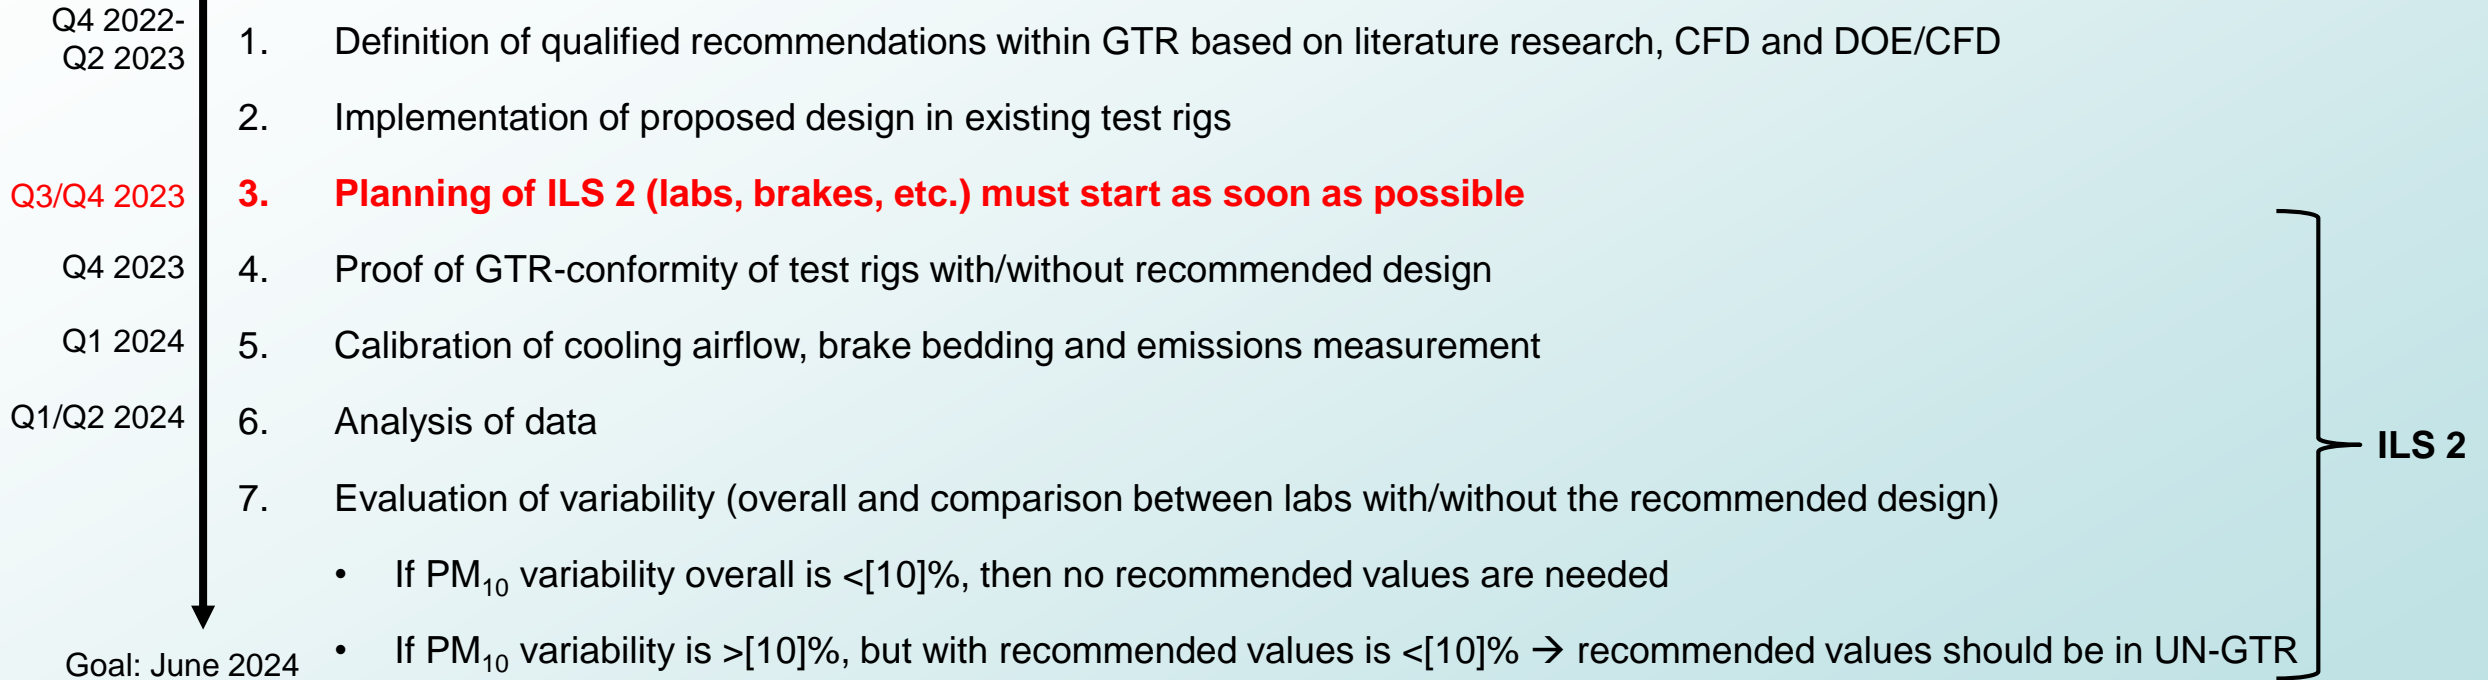 Q4 2022-
Q2 2023
1. Definition of qualified recommendations within GTR based on literature research, CFD and DOE/CFD
2. Implementation of proposed design in existing test rigs
Q3/Q4 2023
3. Planning of ILS 2 (labs, brakes, etc.) must start as soon as possible
Q4 2023
4. Proof of GTR-conformity of test rigs with/without recommended design
Q1 2024
5. Calibration of cooling airflow, brake bedding and emissions measurement
Q1/Q2 2024
6. Analysis of data
ILS 2
7. Evaluation of variability (overall and comparison between labs with/without the recommended design)
• If PM₁₀ variability overall is <[10]%, then no recommended values are needed
• If PM₁₀ variability is >[10]%, but with recommended values is <[10]% → recommended values should be in UN-GTR
Goal: June 2024